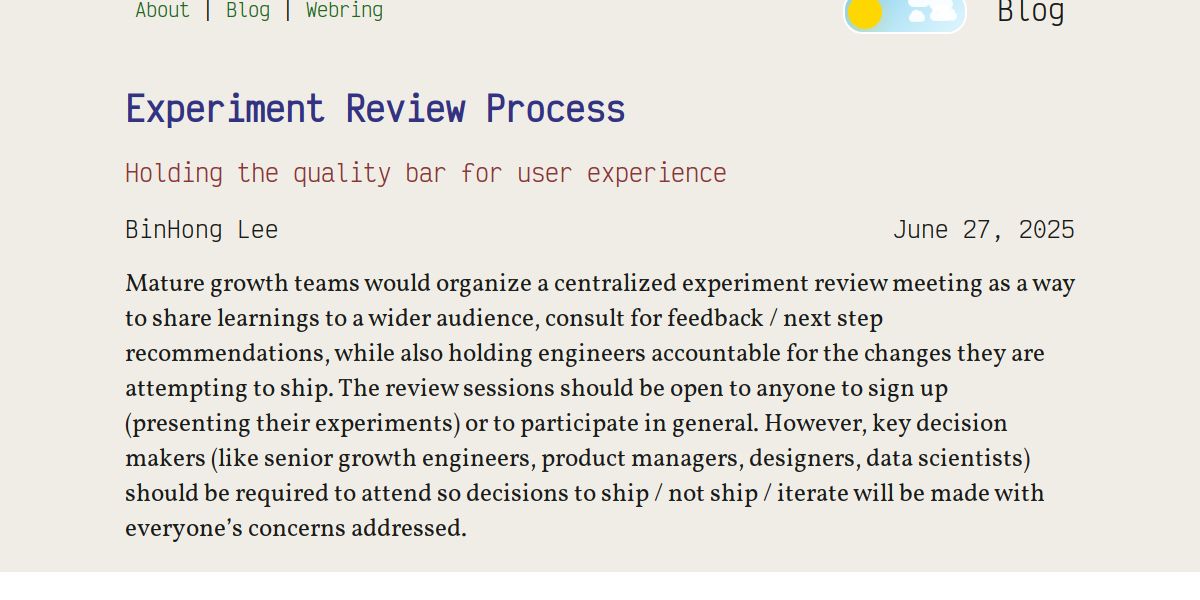 About | Blog | Webring
Blog
Experiment Review Process
Holding the quality bar for user experience
BinHong Lee
June 27, 2025
Mature growth teams would organize a centralized experiment review meeting as a way
to share learnings to a wider audience, consult for feedback / next step
recommendations, while also holding engineers accountable for the changes they are
attempting to ship. The review sessions should be open to anyone to sign up
(presenting their experiments) or to participate in general. However, key decision
makers (like senior growth engineers, product managers, designers, data scientists)
should be required to attend so decisions to ship / not ship / iterate will be made with
everyone’s concerns addressed.